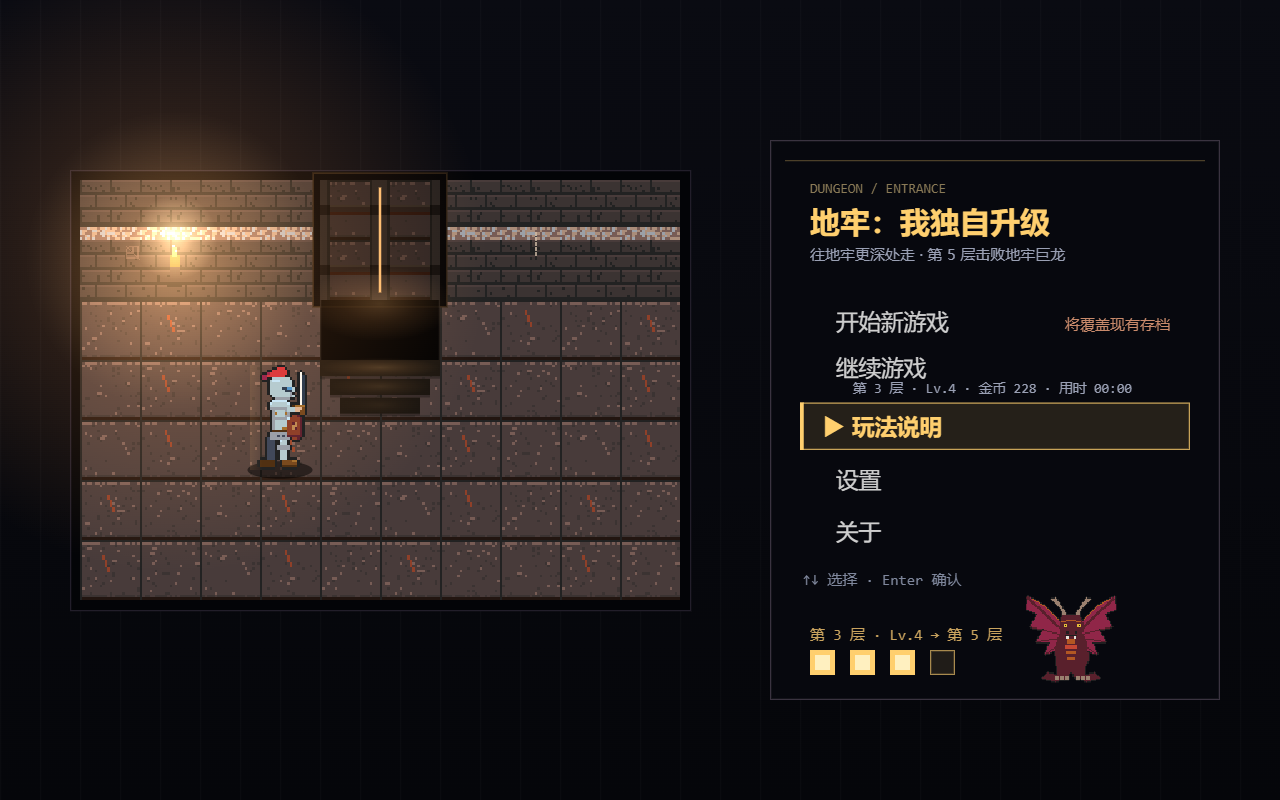 DUNGEON / ENTRANCE
地牢：我独自升级
往地牢更深处走 · 第 5 层击败地牢巨龙
开始新游戏 将覆盖现有存档
继续游戏
第 3 层 · Lv.4 · 金币 228 · 用时 00:00
▶ 玩法说明
设置
关于
↑↓ 选择 · Enter 确认
第 3 层 · Lv.4 → 第 5 层